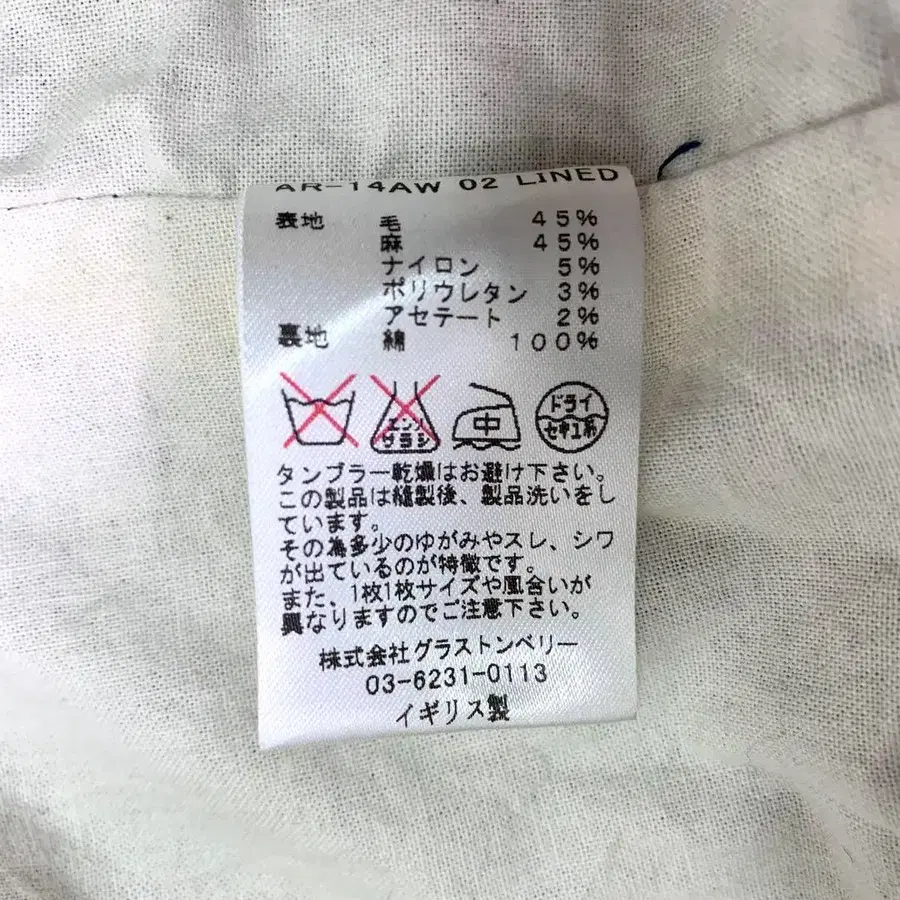 AR-14AW 02 LINED
表地 毛 45%
麻 45%
ナイロン 5%
ポリウレタン 3%
アセテート 2%
裏地 綿 100%
エンソサラシ 中 ドライセキユ系
タンブラー乾燥はお避け下さい。
この製品は縫製後、製品洗いをし
ています。
その為多少のゆがみやスレ、シワ
が出ているのが特徴です。
また、1枚1枚サイズや風合いが
異なりますのでご注意下さい。
株式会社グラストンベリー
03-6231-0113
イギリス製